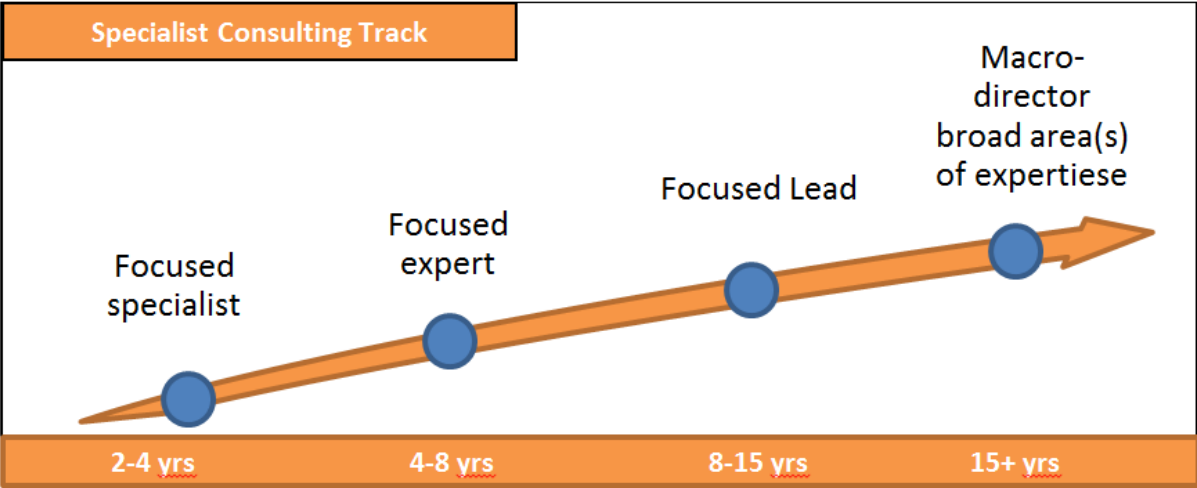 Specialist Consulting Track
Macro-
director
broad area(s)
of expertiese
Focused Lead
Focused
expert
Focused
specialist
2-4 yrs
4-8 yrs
8-15 yrs
15+ yrs